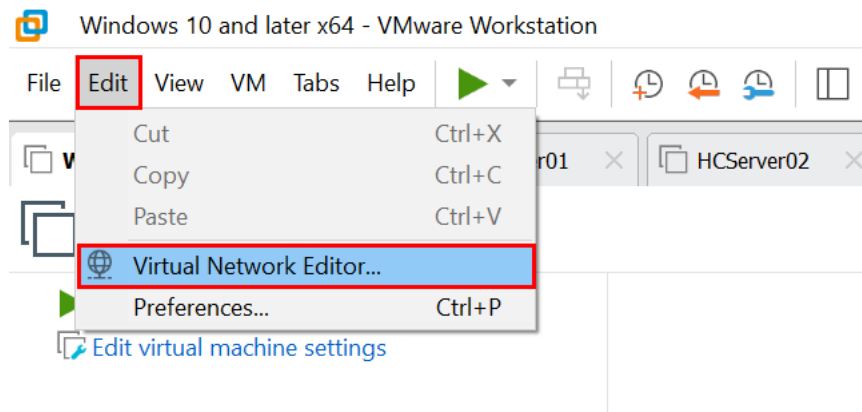 Windows 10 and later x64 - VMware Workstation
File Edit View VM Tabs Help
Cut Ctrl+X
r01 HCServer02
Copy Ctrl+C
Paste Ctrl+V
Virtual Network Editor...
Preferences... Ctrl+P
Edit virtual machine settings